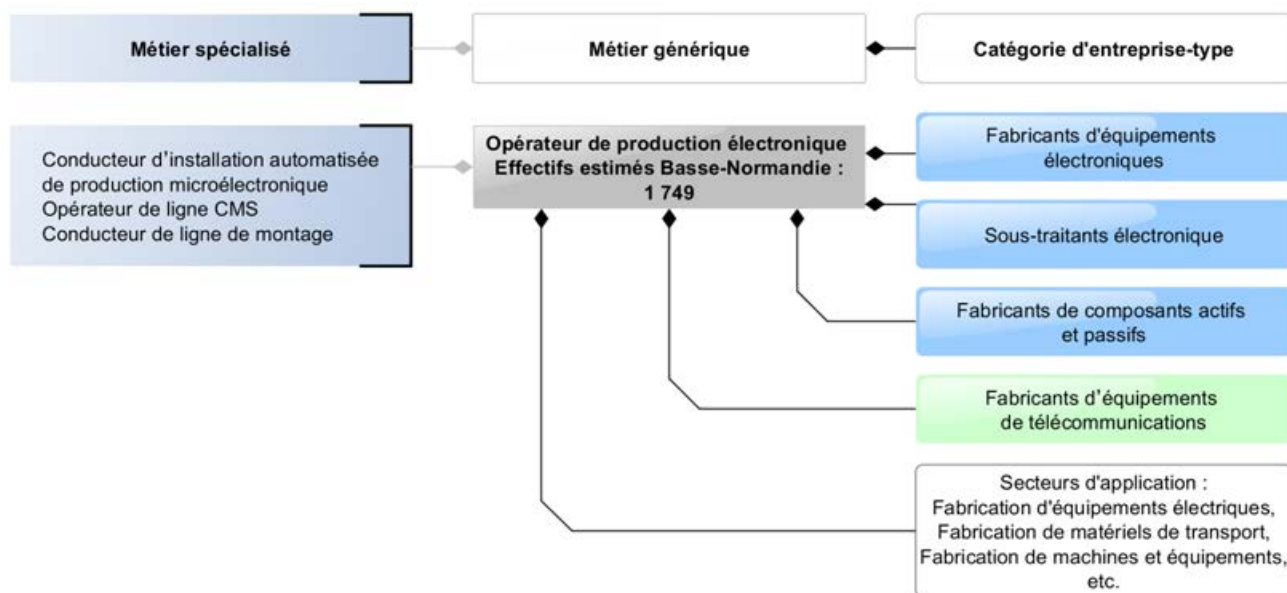 Métier spécialisé
Métier générique
Catégorie d'entreprise-type
Conducteur d’installation automatisée
de production microélectronique
Opérateur de ligne CMS
Conducteur de ligne de montage
Opérateur de production électronique
Effectifs estimés Basse-Normandie :
1 749
Fabricants d'équipements
électroniques
Sous-traitants électronique
Fabricants de composants actifs
et passifs
Fabricants d’équipements
de télécommunications
Secteurs d'application :
Fabrication d'équipements électriques,
Fabrication de matériels de transport,
Fabrication de machines et équipements,
etc.